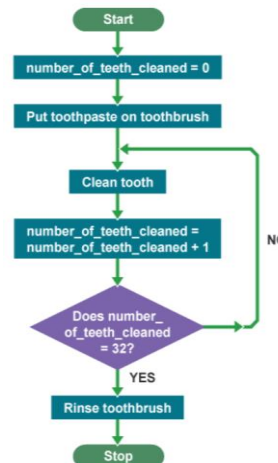 Start
number_of_teeth_cleaned = 0
Put toothpaste on toothbrush
Clean tooth
number_of_teeth_cleaned =
number_of_teeth_cleaned + 1
Does number_
of_teeth_cleaned
= 32?
YES
Rinse toothbrush
Stop